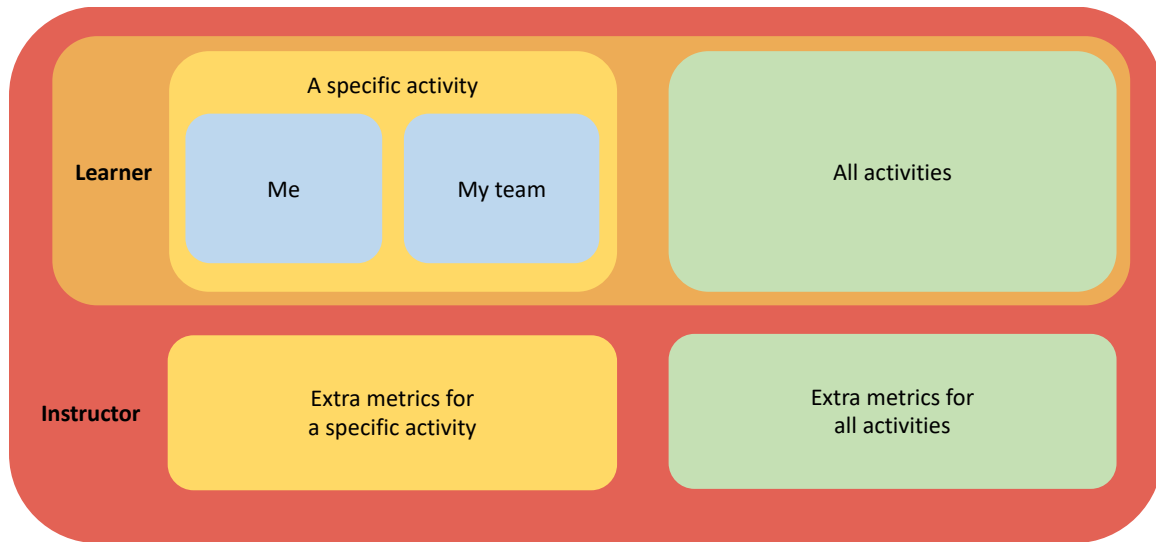 A specific activity
Learner
Me
My team
All activities
Instructor
Extra metrics for
a specific activity
Extra metrics for
all activities